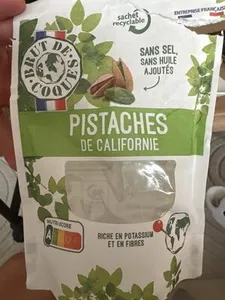 sachet
recyclable
ENTREPRISE FRANÇAISE
BRUT DE
COQUE
SANS SEL,
SANS HUILE
AJOUTÉS
PISTACHES
DE CALIFORNIE
NUTRI-SCORE
A
RICHE EN POTASSIUM
ET EN FIBRES